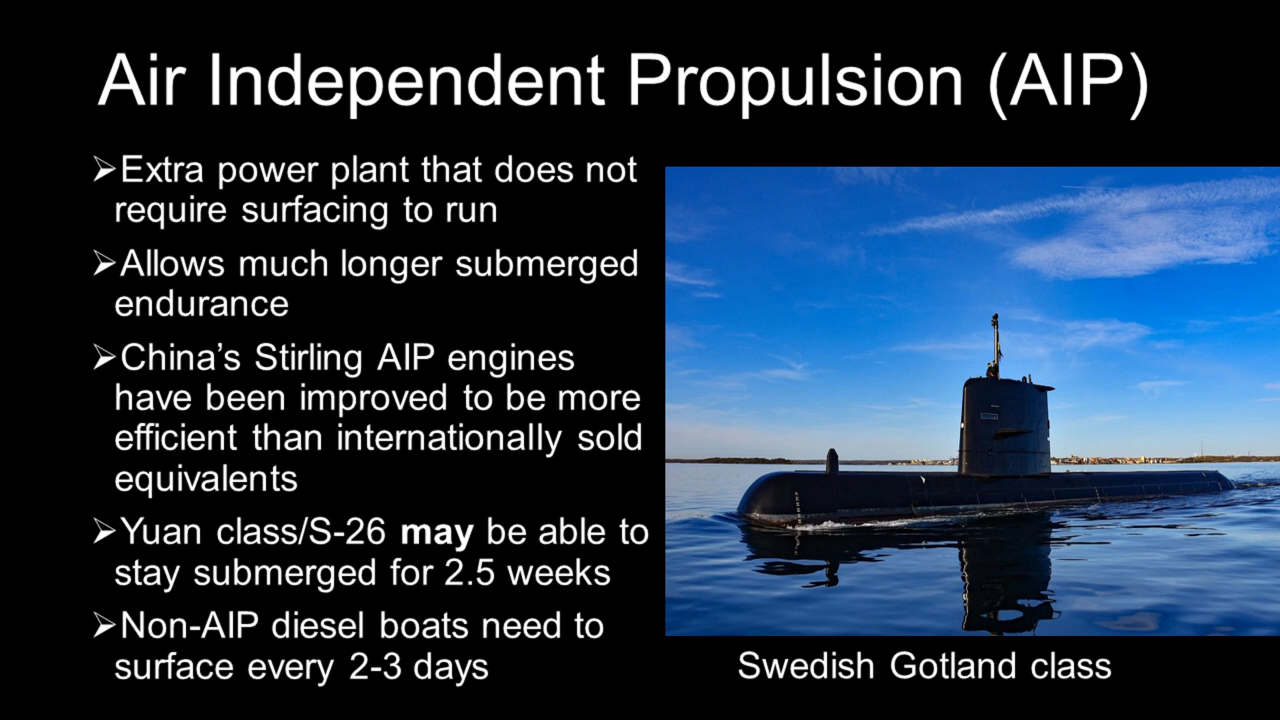 Air Independent Propulsion (AIP)
➢Extra power plant that does not
require surfacing to run
➢Allows much longer submerged
endurance
➢China’s Stirling AIP engines
have been improved to be more
efficient than internationally sold
equivalents
➢Yuan class/S-26 may be able to
stay submerged for 2.5 weeks
➢Non-AIP diesel boats need to
surface every 2-3 days
Swedish Gotland class